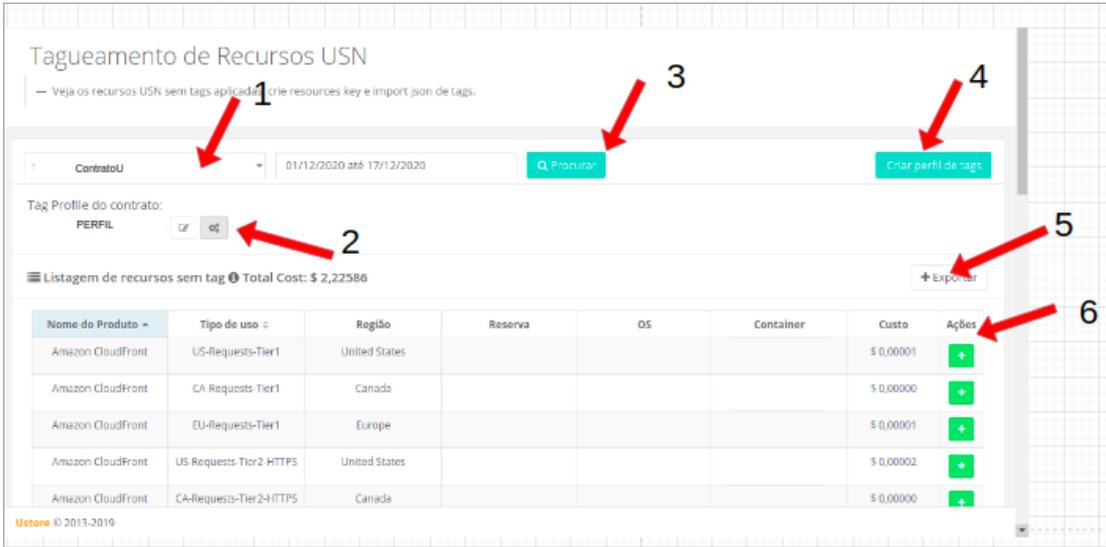 Tagueamento de Recursos USN
— Veja os recursos USN sem tags aplicadas, crie resources key e import json de tags.
1
3
4
ContratoU
01/12/2020 até 17/12/2020
Procurar
Criar perfil de tags
Tag Profile do contrato:
PERFIL
2
5
Listagem de recursos sem tag Total Cost: $ 2,22586
+ Exportar
6
Nome do Produto Tipo de uso Região Reserva OS Container Custo Ações
Amazon CloudFront US-Requests-Tier1 United States $ 0,00001 +
Amazon CloudFront CA-Requests-Tier1 Canada $ 0,00000 +
Amazon CloudFront EU-Requests-Tier1 Europe $ 0,00001 +
Amazon CloudFront US-Requests-Tier2-HTTPS United States $ 0,00002 +
Amazon CloudFront CA-Requests-Tier2-HTTPS Canada $ 0,00000 +
Ustore © 2013-2019